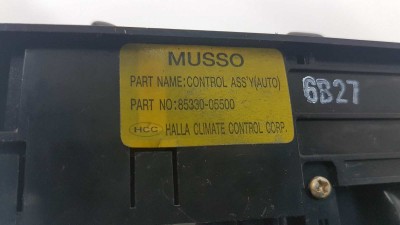 MUSSO
PART NAME:CONTROL ASS'Y(AUTO)
PART NO:85330-05500
HCC HALLA CLIMATE CONTROL CORP.
6B27